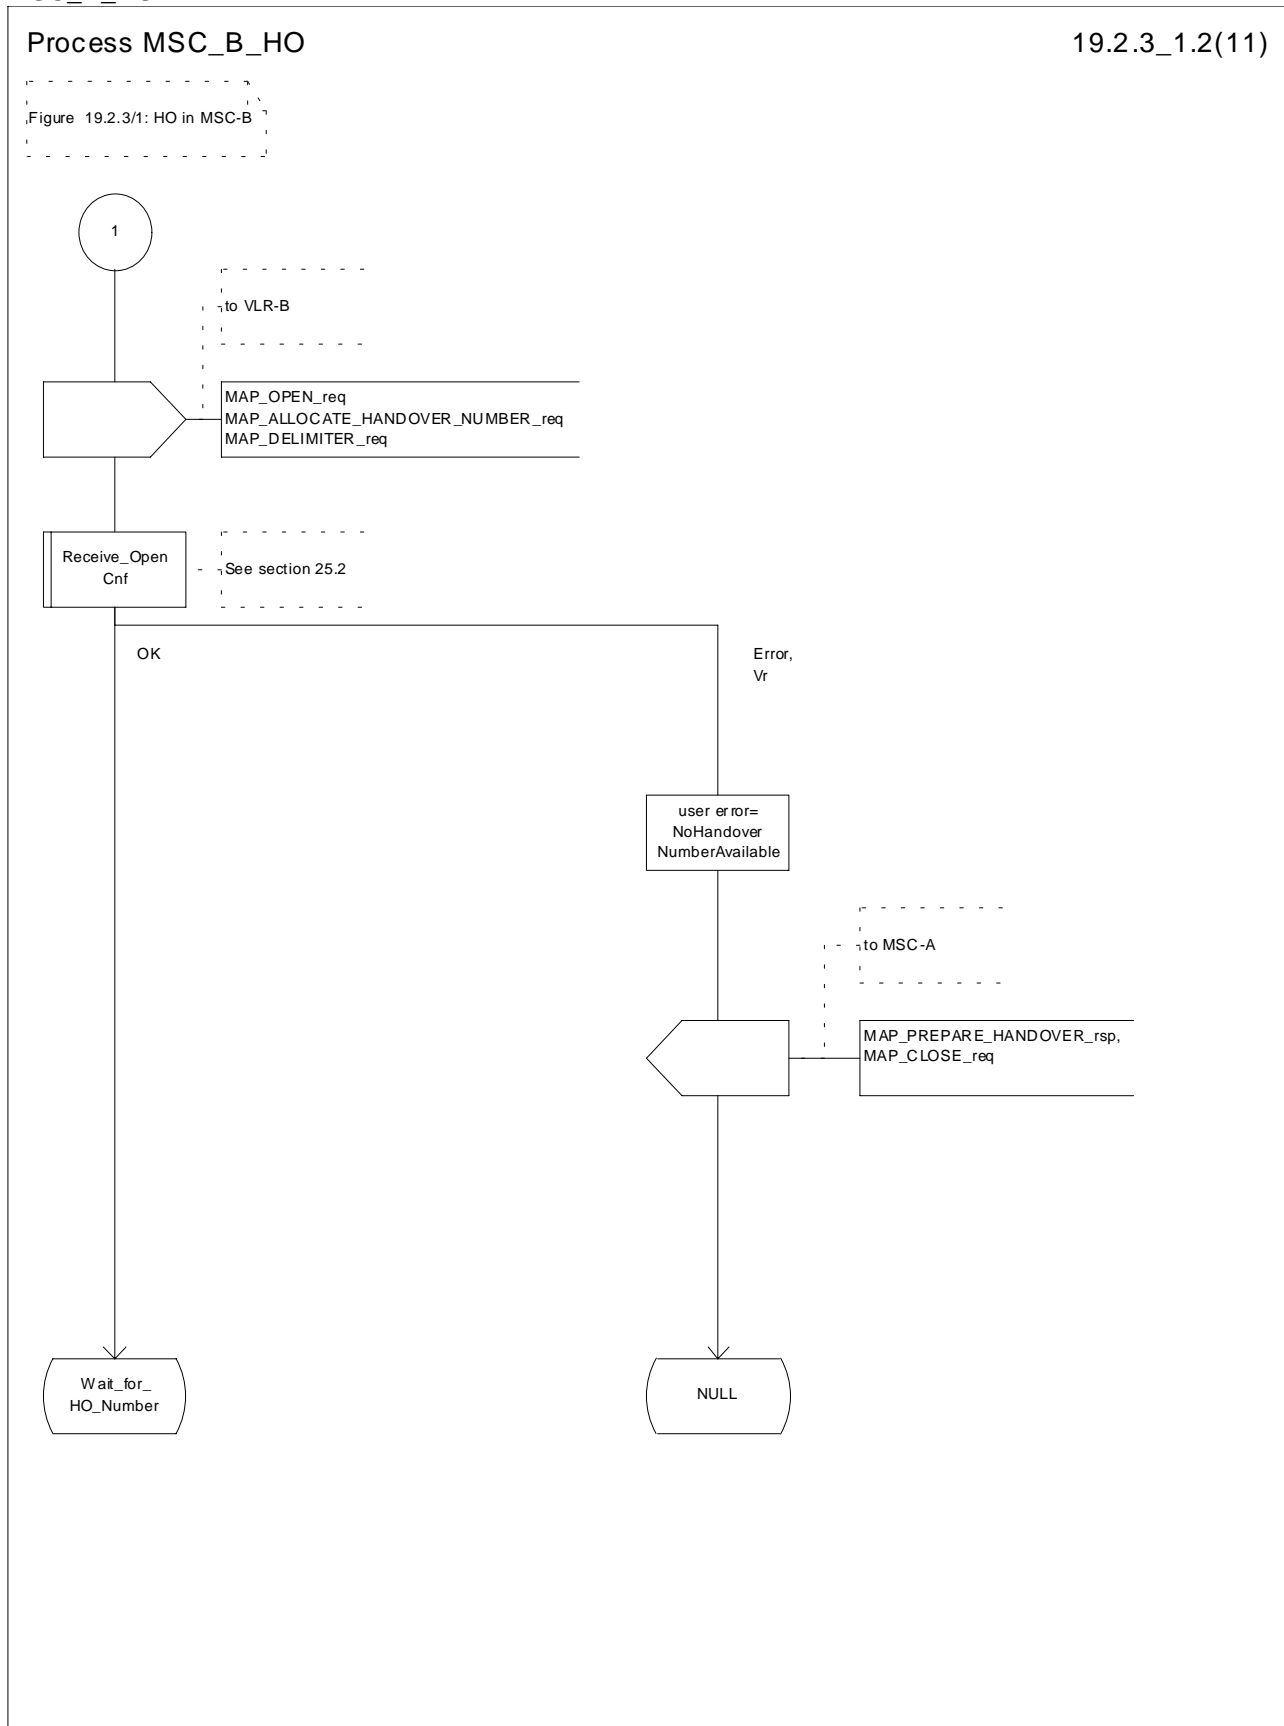 Process MSC_B_HO
19.2.3_1.2(11)
Figure 19.2.3/1: HO in MSC-B
1
to VLR-B
MAP_OPEN_req
MAP_ALLOCATE_HANDOVER_NUMBER_req
MAP_DELIMITER_req
Receive_Open
Cnf
See section 25.2
OK
Error,
Vr
user error=
NoHandover
NumberAvailable
to MSC-A
MAP_PREPARE_HANDOVER_rsp,
MAP_CLOSE_req
Wait_for_
HO_Number
NULL